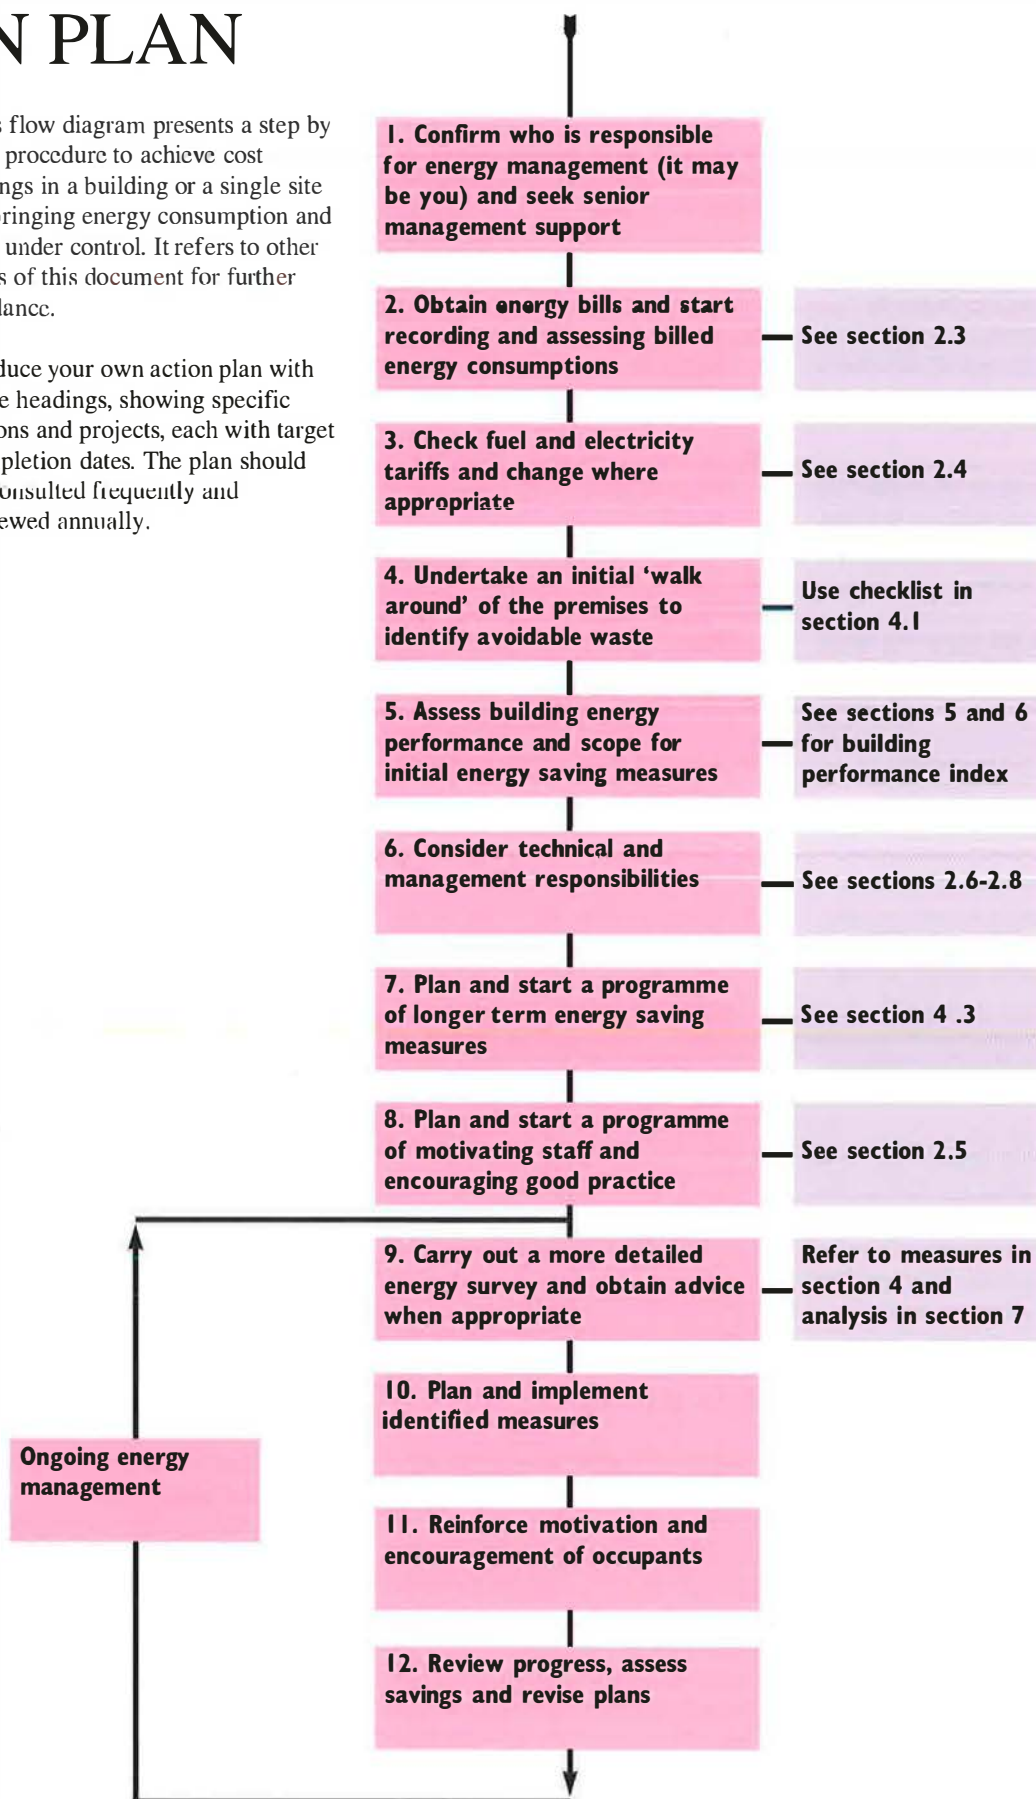 N PLAN
s flow diagram presents a step by
procedure to achieve cost
ngs in a building or a single site
ringing energy consumption and
under control. It refers to other
s of this document for further
lance.
duce your own action plan with
e headings, showing specific
ons and projects, each with target
pletion dates. The plan should
onsulted frequently and
ewed annually.
1. Confirm who is responsible
for energy management (it may
be you) and seek senior
management support
2. Obtain energy bills and start
recording and assessing billed
energy consumptions
See section 2.3
3. Check fuel and electricity
tariffs and change where
appropriate
See section 2.4
4. Undertake an initial ‘walk
around’ of the premises to
identify avoidable waste
Use checklist in
section 4.1
5. Assess building energy
performance and scope for
initial energy saving measures
See sections 5 and 6
for building
performance index
6. Consider technical and
management responsibilities
See sections 2.6-2.8
7. Plan and start a programme
of longer term energy saving
measures
See section 4 .3
8. Plan and start a programme
of motivating staff and
encouraging good practice
See section 2.5
9. Carry out a more detailed
energy survey and obtain advice
when appropriate
Refer to measures in
section 4 and
analysis in section 7
10. Plan and implement
identified measures
Ongoing energy
management
11. Reinforce motivation and
encouragement of occupants
12. Review progress, assess
savings and revise plans